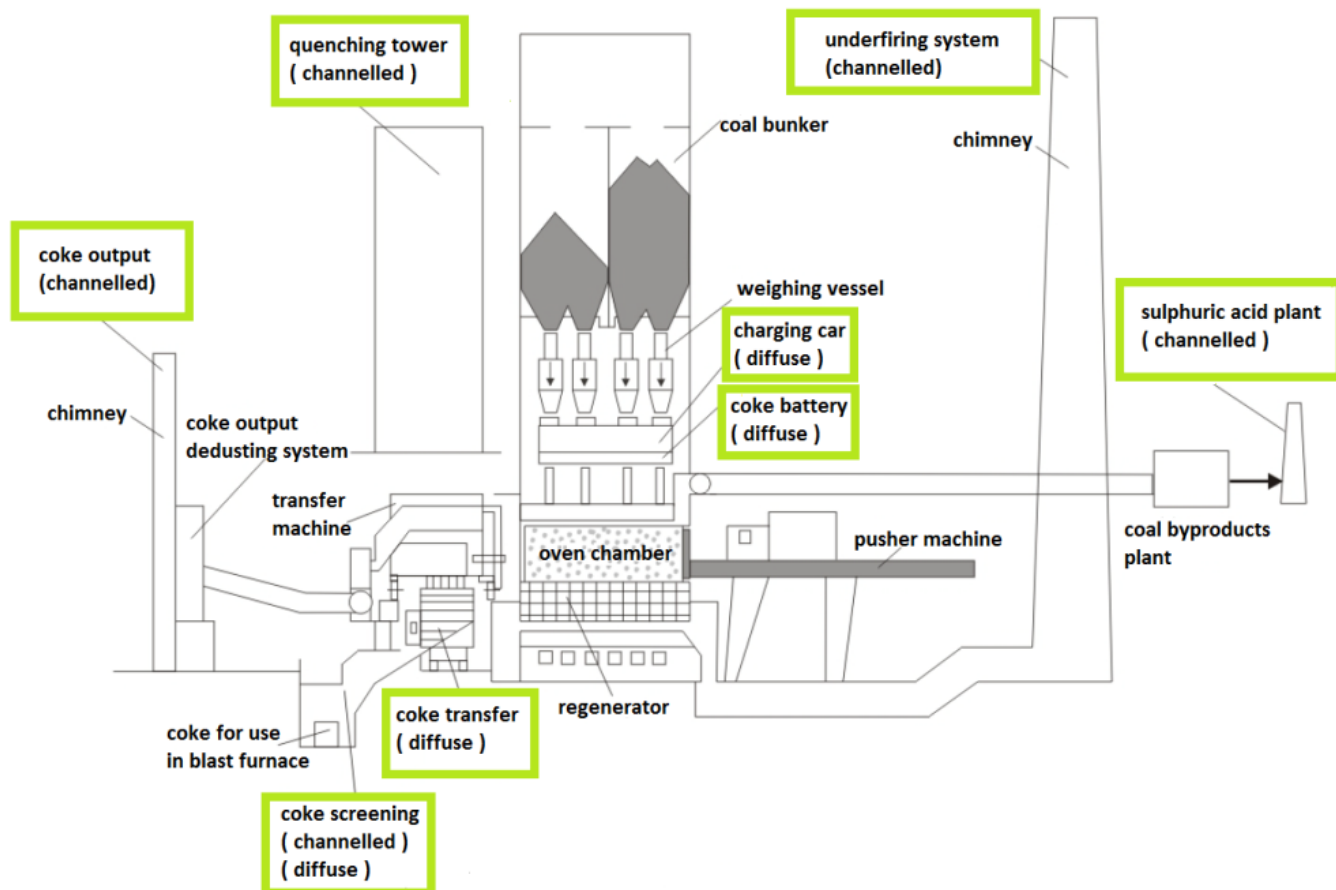 quenching tower
( channelled )
underfiring system
(channelled)
coal bunker
chimney
coke output
(channelled)
weighing vessel
charging car
( diffuse )
sulphuric acid plant
( channelled )
coke battery
( diffuse )
chimney
coke output
dedusting system
transfer
machine
oven chamber
pusher machine
coal byproducts
plant
regenerator
coke transfer
( diffuse )
coke for use
in blast furnace
coke screening
( channelled )
( diffuse )